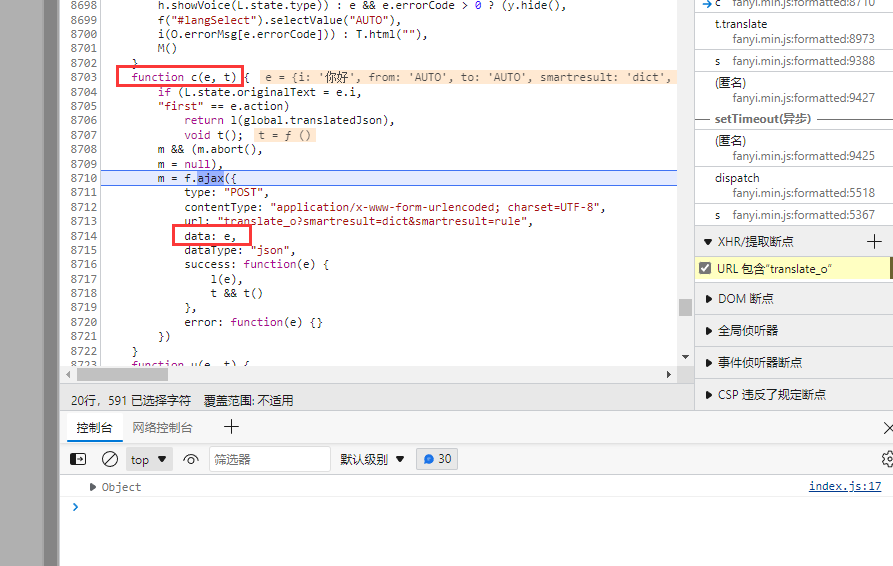 8698 h.showVoice(L.state.type)) : e && e.errorCode > 0 ? (y.hide(),
8699 f("#langSelect").selectValue("AUTO"),
8700 i(O.errorMsg[e.errorCode])) : T.html(""),
8701 M()
8702 }
8703 function c(e, t) { e = {i: '你好', from: 'AUTO', to: 'AUTO', smartresult: 'dict',
8704 if (L.state.originalText = e.i,
8705 "first" == e.action)
8706 return l(global.translatedJson),
8707 void t(); t = ƒ ()
8708 m && (m.abort(),
8709 m = null),
8710 m = f.ajax({
8711 type: "POST",
8712 contentType: "application/x-www-form-urlencoded; charset=UTF-8",
8713 url: "translate_o?smartresult=dict&smartresult=rule",
8714 data: e,
8715 dataType: "json",
8716 success: function(e) {
8717 l(e),
8718 t && t()
8719 },
8720 error: function(e) {}
8721 })
8722 }
8723 function u(e, t) {
20行，591 已选择字符 覆盖范围: 不适用
c fanyi.min.js:formatted:8710
t.translate
fanyi.min.js:formatted:8973
s fanyi.min.js:formatted:9388
(匿名)
fanyi.min.js:formatted:9427
setTimeout(异步)
(匿名)
fanyi.min.js:formatted:9425
dispatch
fanyi.min.js:formatted:5518
s fanyi.min.js:formatted:5367
XHR/提取断点
URL 包含"translate_o"
DOM 断点
全局侦听器
事件侦听器断点
CSP 违反了规定断点
控制台 网络控制台
top 筛选器 默认级别 30
Object index.js:17